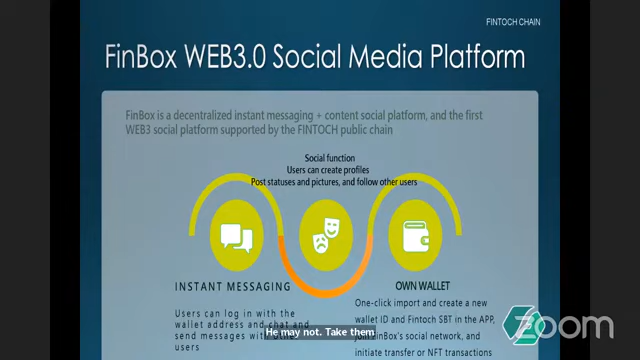 FINTOCH CHAIN
FinBox WEB3.0 Social Media Platform
FinBox is a decentralized instant messaging + content social platform, and the first
WEB3 social platform supported by the FINTOCH public chain
Social function
Users can create profiles
Post statuses and pictures, and follow other users
INSTANT MESSAGING
Users can log in with the
wallet address and chat and
send messages with other
users
OWN WALLET
One-click import and create a new
wallet ID and Fintoch SBT in the APP,
join FinBox's social network, and
initiate transfer or NFT transactions
He may not. Take them
zoom